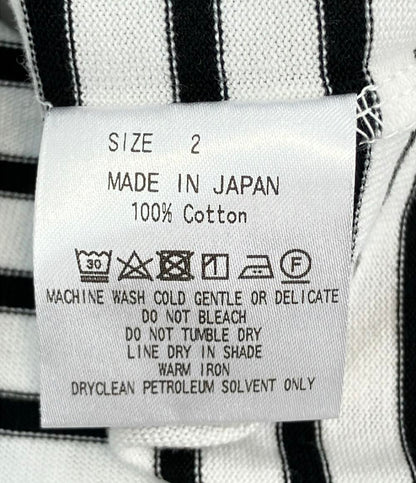 SIZE 2
MADE IN JAPAN
100% Cotton
30 F
MACHINE WASH COLD GENTLE OR DELICATE
DO NOT BLEACH
DO NOT TUMBLE DRY
LINE DRY IN SHADE
WARM IRON
DRYCLEAN PETROLEUM SOLVENT ONLY